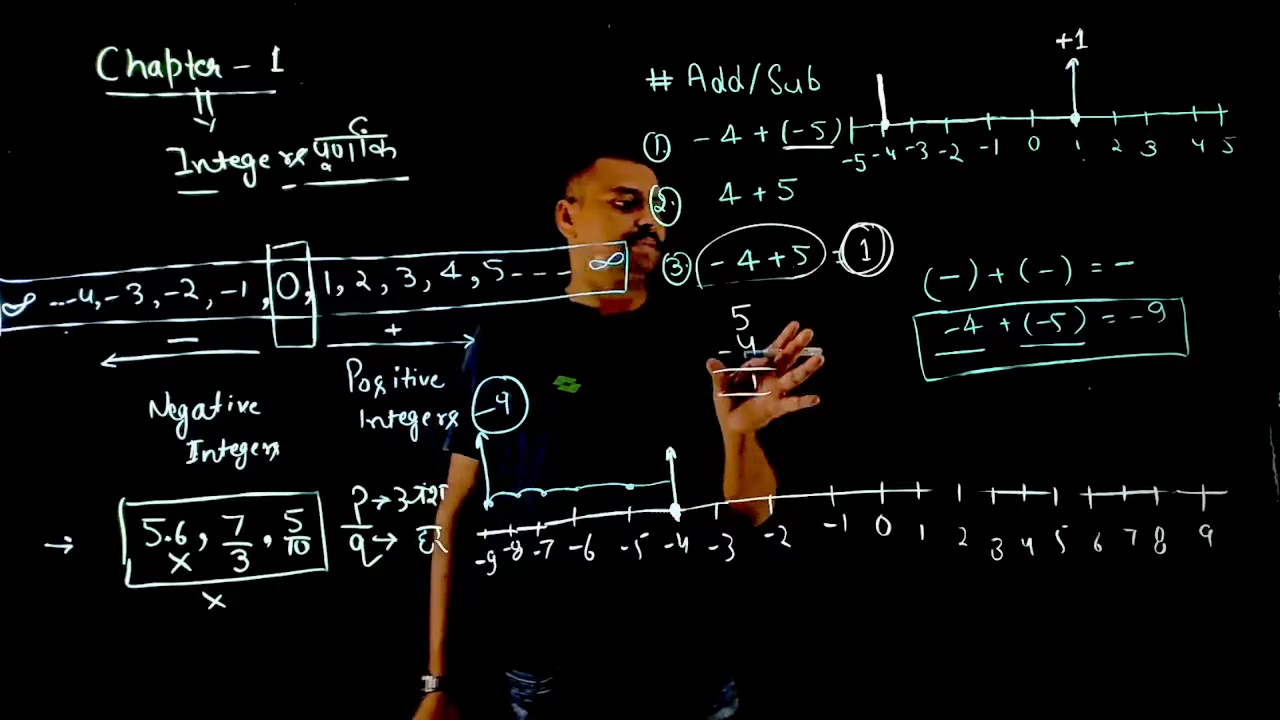 Chapter - 1
Integers पूर्णांक
∞ ... -4, -3, -2, -1, 0, 1, 2, 3, 4, 5 - - - - ∞
-
+
Negative
Integers
Positive
Integers
→ 5.6, 7/3, 5/10
x
x
p → अंश
q → हर
# Add/Sub
1. -4 + (-5)
2. 4 + 5
3. -4 + 5 = 1
5
- 4
1
+1
-5 -4 -3 -2 -1 0 1 2 3 4 5
(-) + (-) = -
-4 + (-5) = -9
-9
-9 -8 -7 -6 -5 -4 -3 -2 -1 0 1 2 3 4 5 6 7 8 9